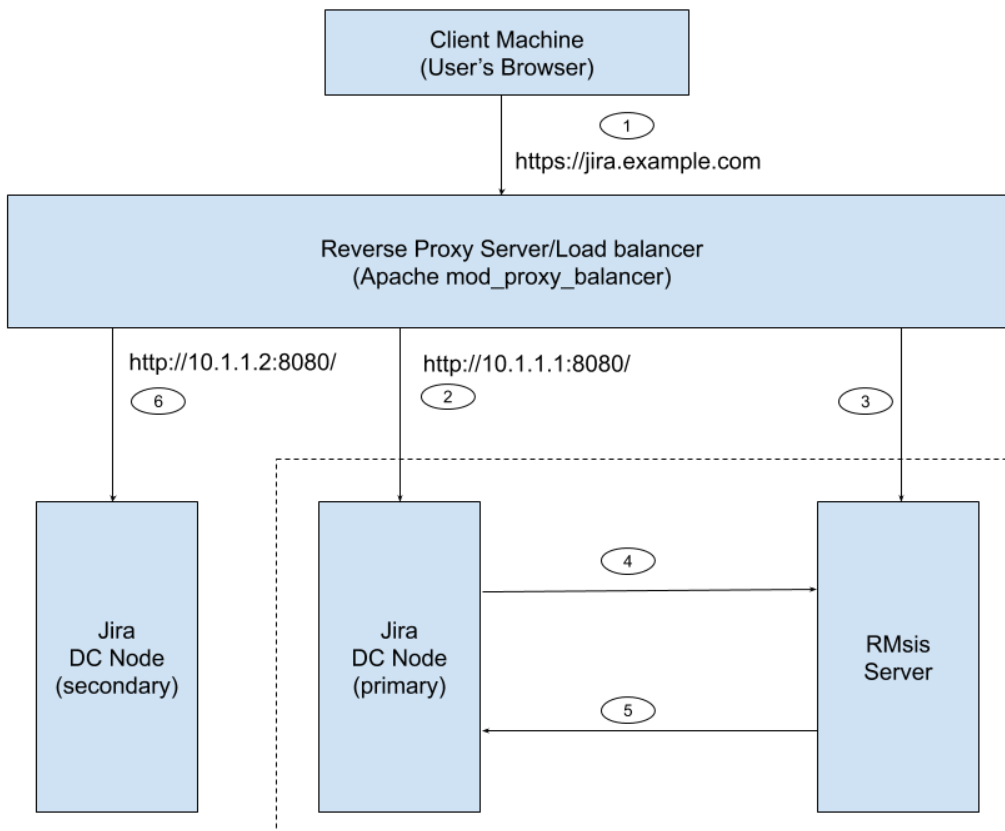 Client Machine
(User's Browser)
1
https://jira.example.com
Reverse Proxy Server/Load balancer
(Apache mod_proxy_balancer)
http://10.1.1.2:8080/
http://10.1.1.1:8080/
6
2
3
4
Jira
DC Node
(secondary)
Jira
DC Node
(primary)
RMsis
Server
5